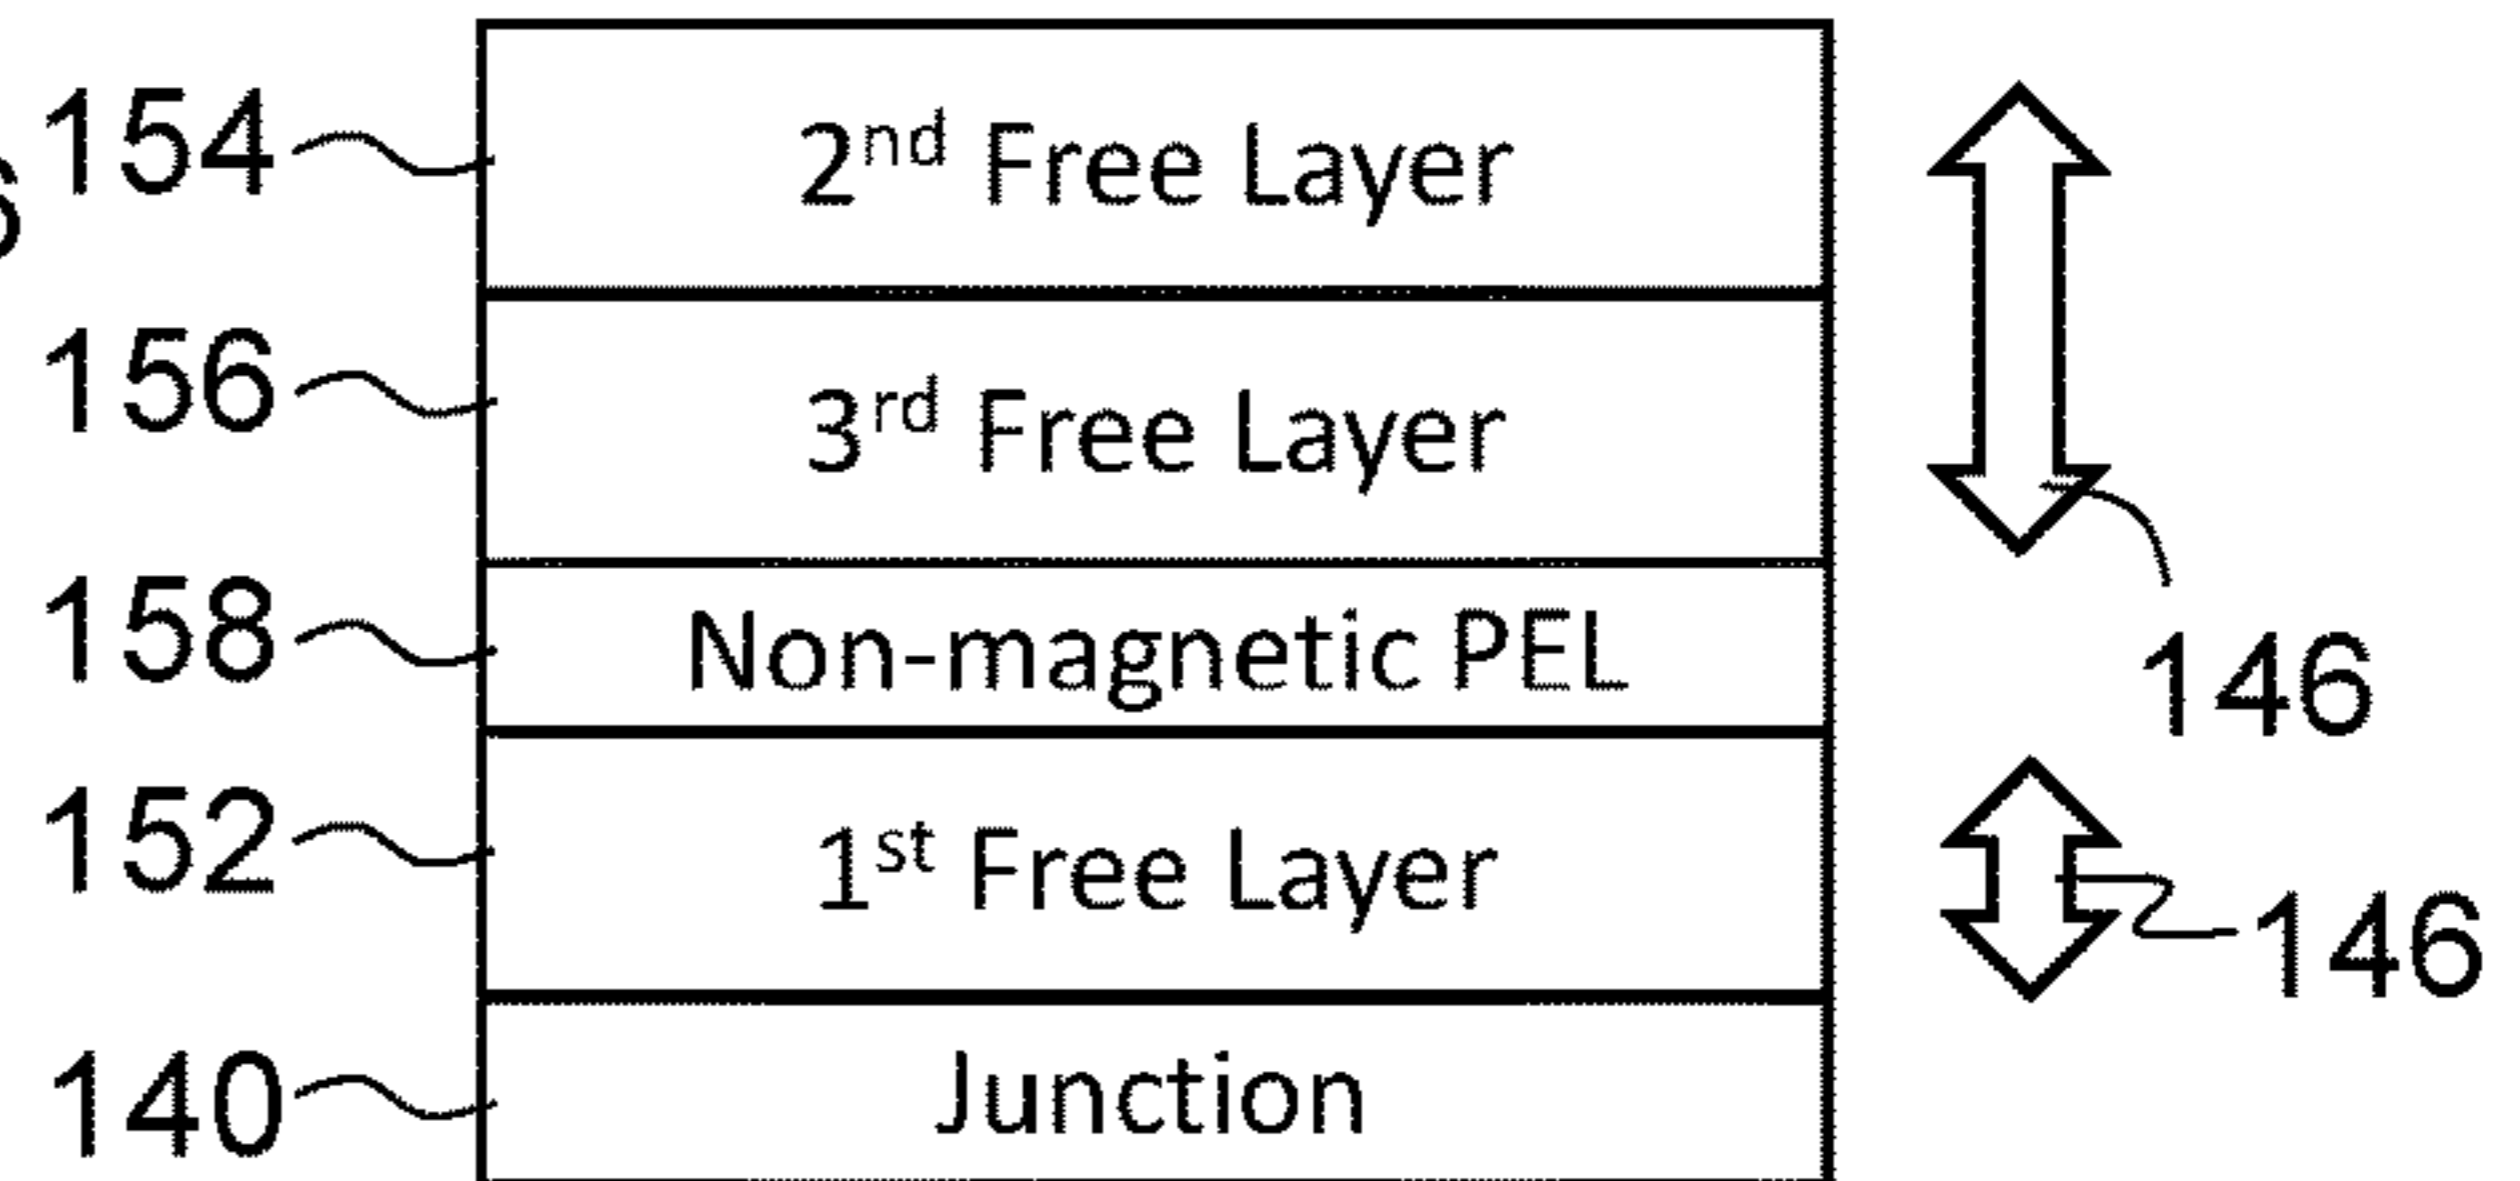 154 2nd Free Layer
156 3rd Free Layer
158 Non-magnetic PEL
146
152 1st Free Layer
146
140 Junction